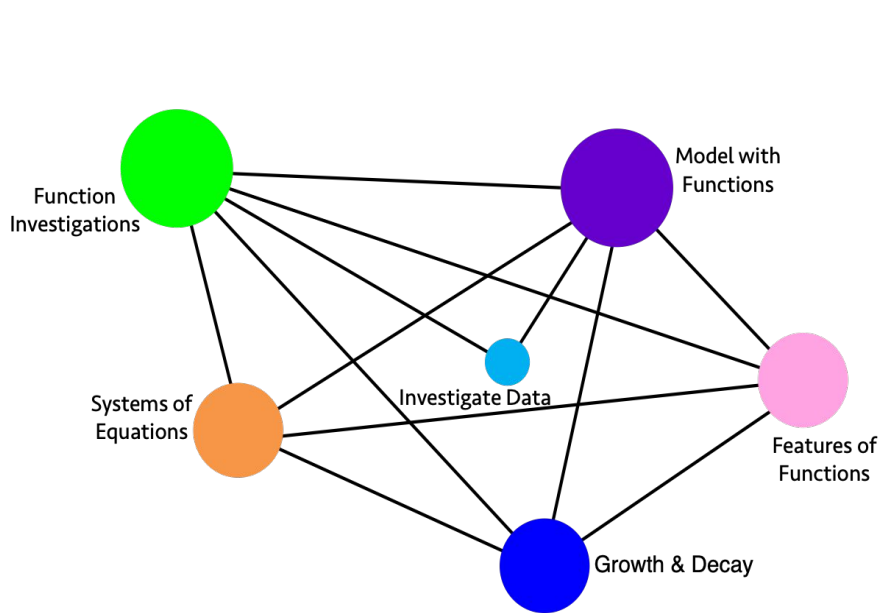 Model with
Functions
Function
Investigations
Investigate Data
Systems of
Equations
Features of
Functions
Growth & Decay